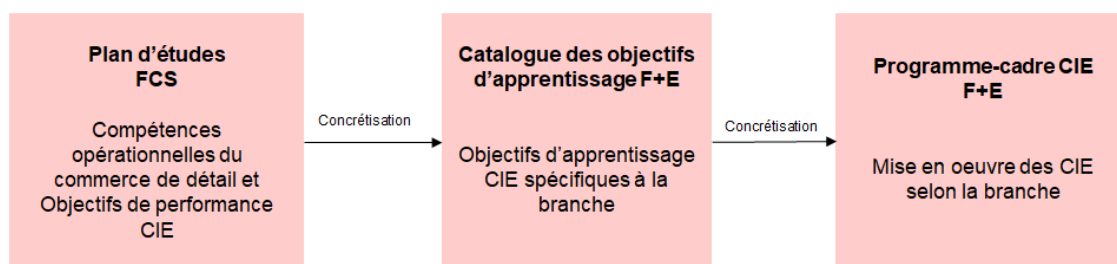 Plan d'études
FCS
Compétences
opérationnelles du
commerce de détail et
Objectifs de performance
CIE
Concrétisation
Catalogue des objectifs
d'apprentissage F+E
Objectifs d'apprentissage
CIE spécifiques à la
branche
Concrétisation
Programme-cadre CIE
F+E
Mise en oeuvre des CIE
selon la branche